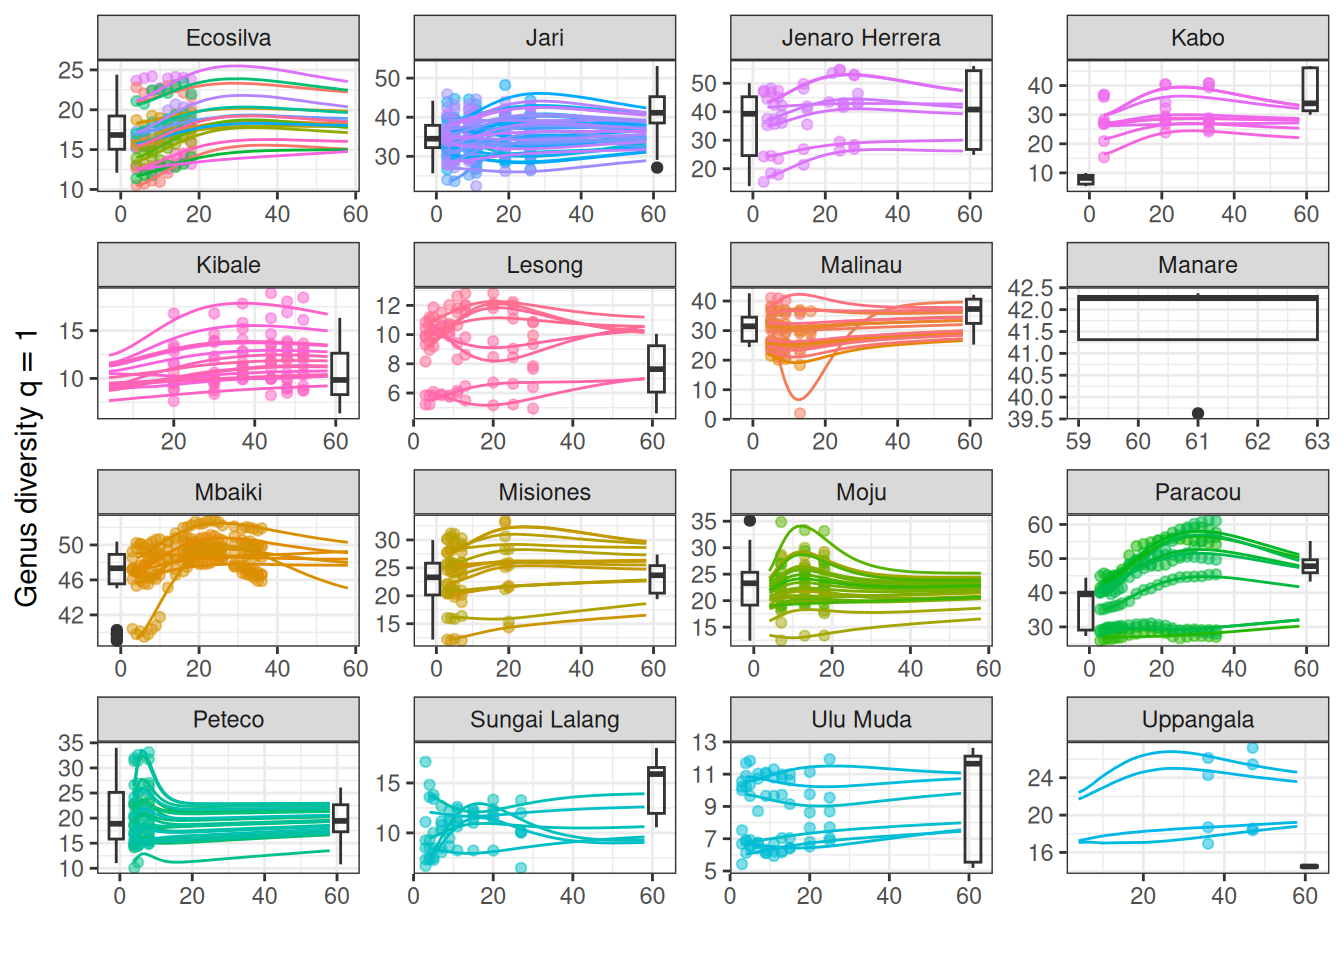 Genus diversity q = 1
Ecosilva
Jari
Jenaro Herrera
Kabo
25
20
15
10
0 20 40 60
50
40
30
0 20 40 60
50
40
30
20
0 20 40 60
40
30
20
10
0 20 40 60
Kibale
Lesong
Malinau
Manare
15
10
20 40 60
12
10
8
6
0 20 40 60
40
30
20
10
0
0 20 40 60
42.5
42.0
41.5
41.0
40.5
40.0
39.5
59 60 61 62 63
Mbaiki
Misiones
Moju
Paracou
50
46
42
0 20 40 60
30
25
20
15
0 20 40 60
35
30
25
20
15
0 20 40 60
60
50
40
30
0 20 40 60
Peteco
Sungai Lalang
Ulu Muda
Uppangala
35
30
25
20
15
10
0 20 40 60
15
10
0 20 40 60
13
11
9
7
5
0 20 40 60
24
20
16
20 40 60